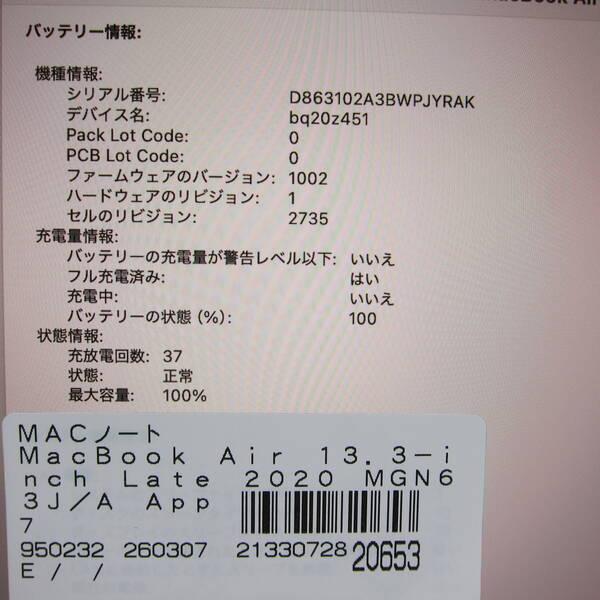 バッテリー情報:
機種情報:
シリアル番号: D863102A3BWPJYRAK
デバイス名: bq20z451
Pack Lot Code: 0
PCB Lot Code: 0
ファームウェアのバージョン: 1002
ハードウェアのリビジョン: 1
セルのリビジョン: 2735
充電量情報:
バッテリーの充電量が警告レベル以下: いいえ
フル充電済み: はい
充電中: いいえ
バッテリーの状態 (%): 100
状態情報:
充放電回数: 37
状態: 正常
最大容量: 100%
MACノート
MacBook Air 13.3−i
nch Late 2020 MGN6
3J/A App
7
950232 260307 21330728 20653
E / /